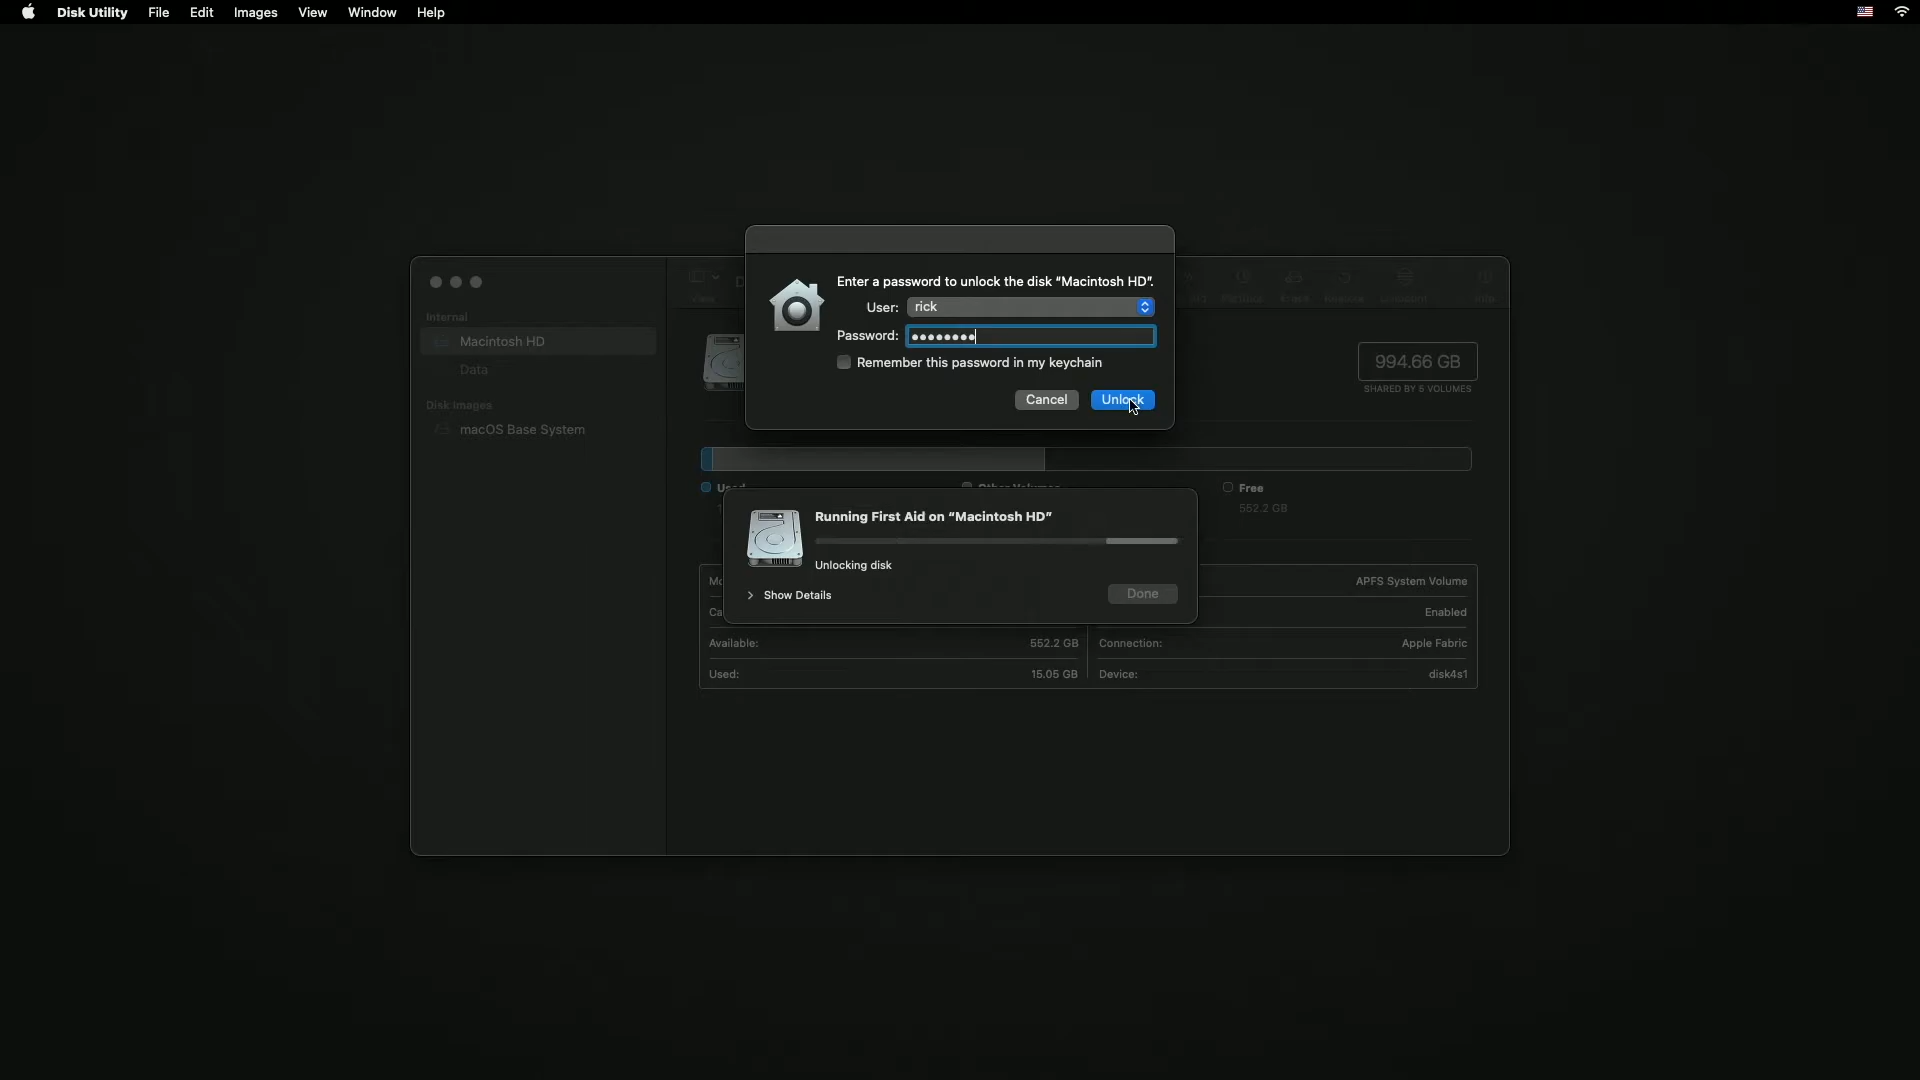 Disk Utility File Edit Images View Window Help
Enter a password to unlock the disk “Macintosh HD”.
User: rick
Password: ●●●●●●●●
Remember this password in my keychain
Cancel Unlock
Internal
Macintosh HD
Data
Disk Images
macOS Base System
994.66 GB
SHARED BY 5 VOLUMES
Free
552.2 GB
Running First Aid on “Macintosh HD”
Unlocking disk
Show Details
Done
APFS System Volume
Enabled
Available: 552.2 GB
Connection: Apple Fabric
Used: 15.05 GB
Device: disk4s1